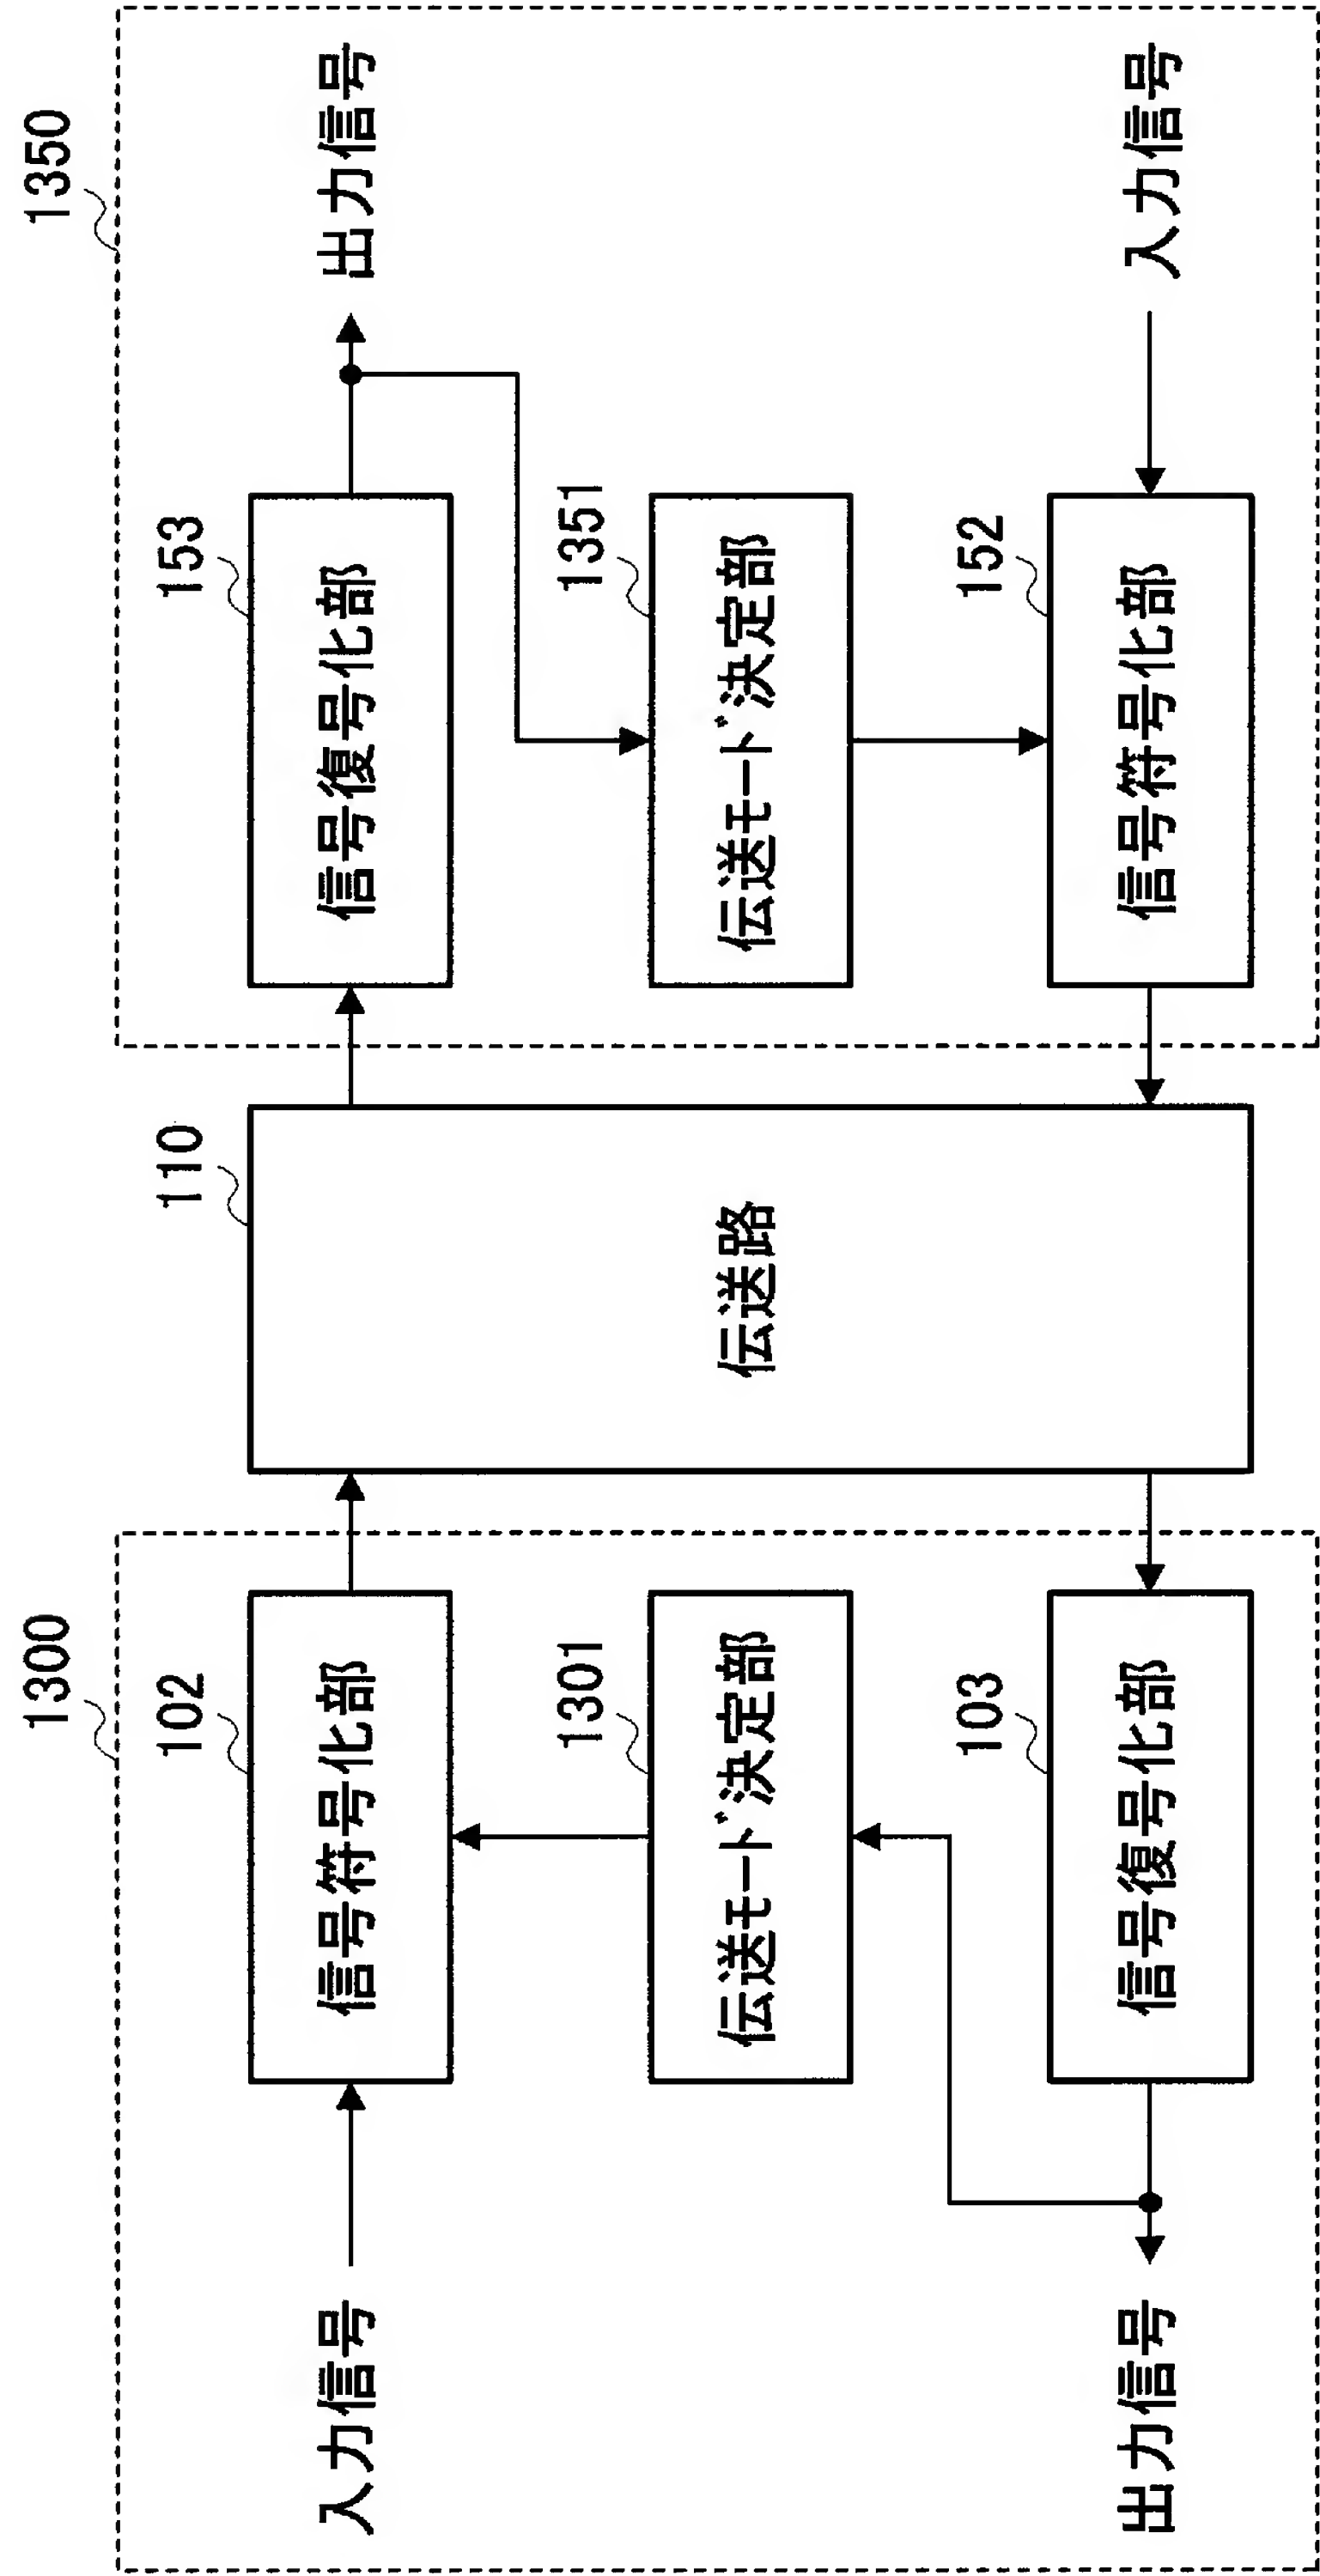 1300
1350
102
信号符号化部
110
153
信号復号化部
入力信号
出力信号
1301
伝送モード決定部
伝送路
1351
伝送モード決定部
103
信号復号化部
152
信号符号化部
出力信号
入力信号